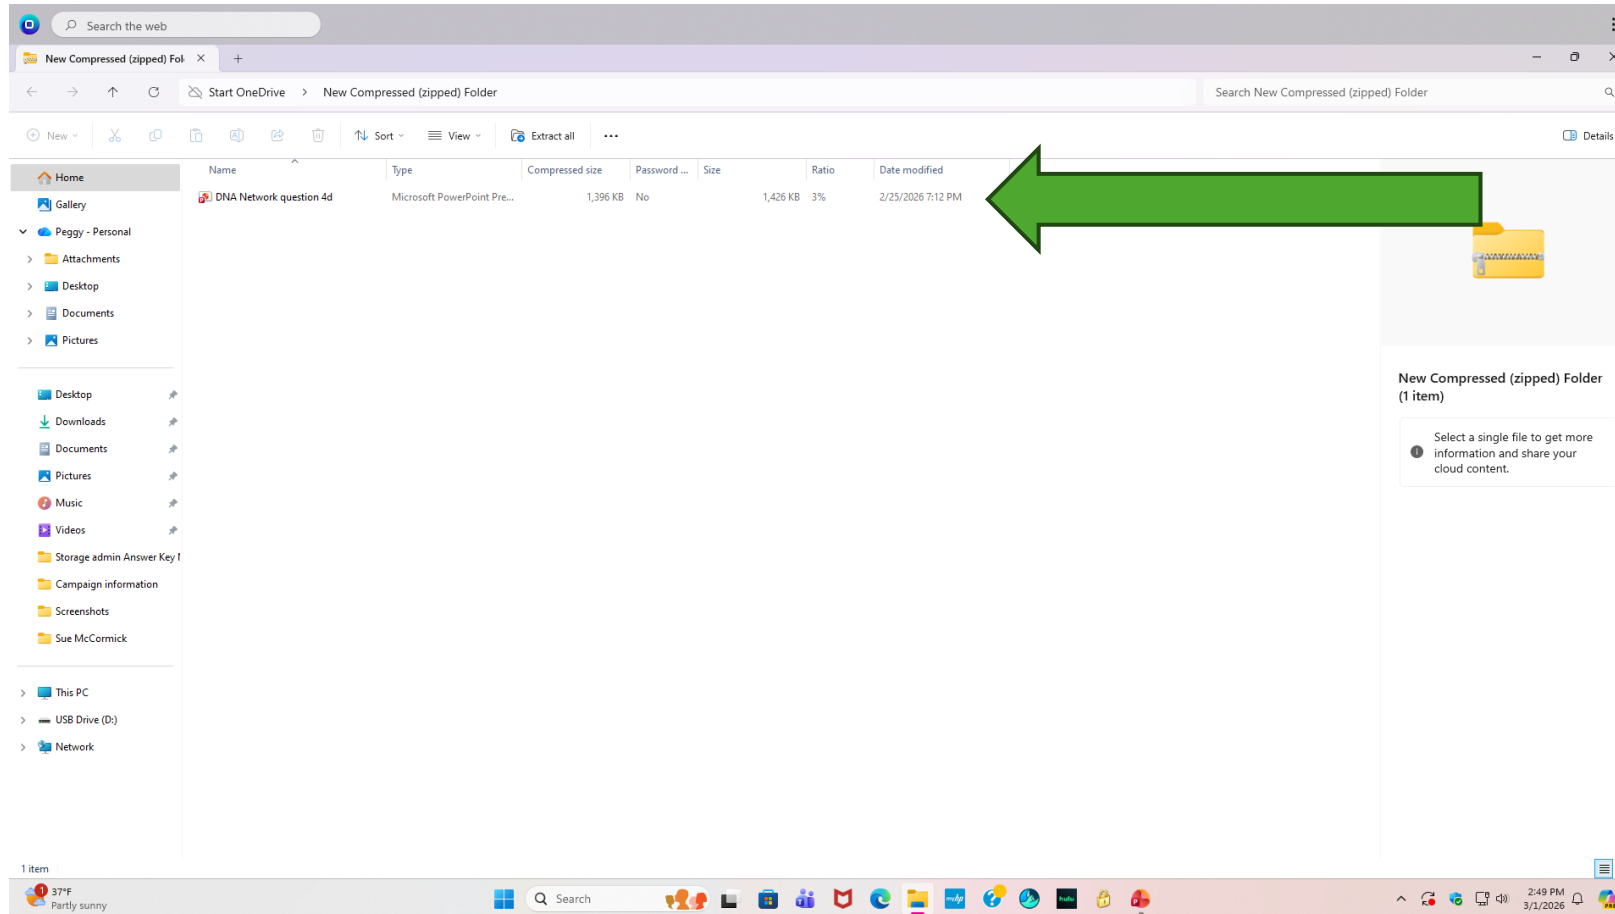 Search the web
New Compressed (zipped) Fol
Start OneDrive > New Compressed (zipped) Folder
Search New Compressed (zipped) Folder
New
Sort
View
Extract all
Details
Home
Gallery
Peggy - Personal
Attachments
Desktop
Documents
Pictures
Desktop
Downloads
Documents
Pictures
Music
Videos
Storage admin Answer Key
Campaign information
Screenshots
Sue McCormick
This PC
USB Drive (D:)
Network
Name Type Compressed size Password ... Size Ratio Date modified
DNA Network question 4d Microsoft PowerPoint Pre... 1,396 KB No 1,426 KB 3% 2/25/2026 7:12 PM
New Compressed (zipped) Folder
(1 item)
Select a single file to get more
information and share your
cloud content.
1 item
1
37°F
Partly sunny
Search
mvhp
hulu
2:49 PM
3/1/2026